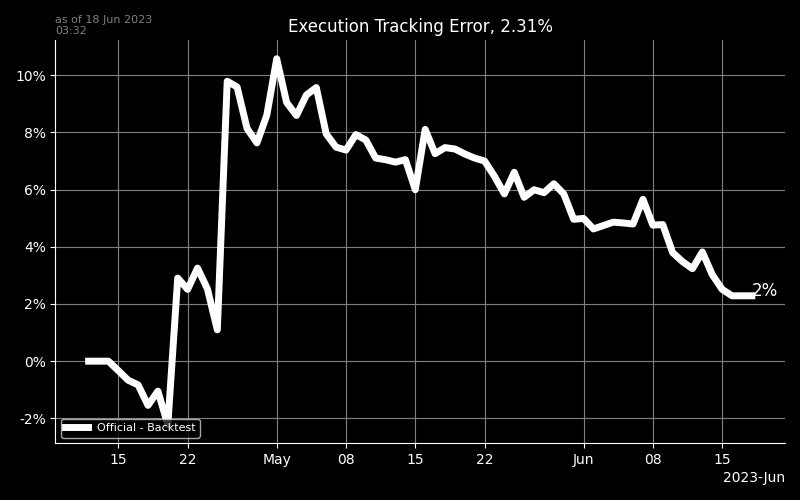 as of 18 Jun 2023
03:32
Execution Tracking Error, 2.31%
10%
8%
6%
4%
2%
0%
-2%
2%
Official - Backtest
15 22 May 08 15 22 Jun 08 15
2023-Jun